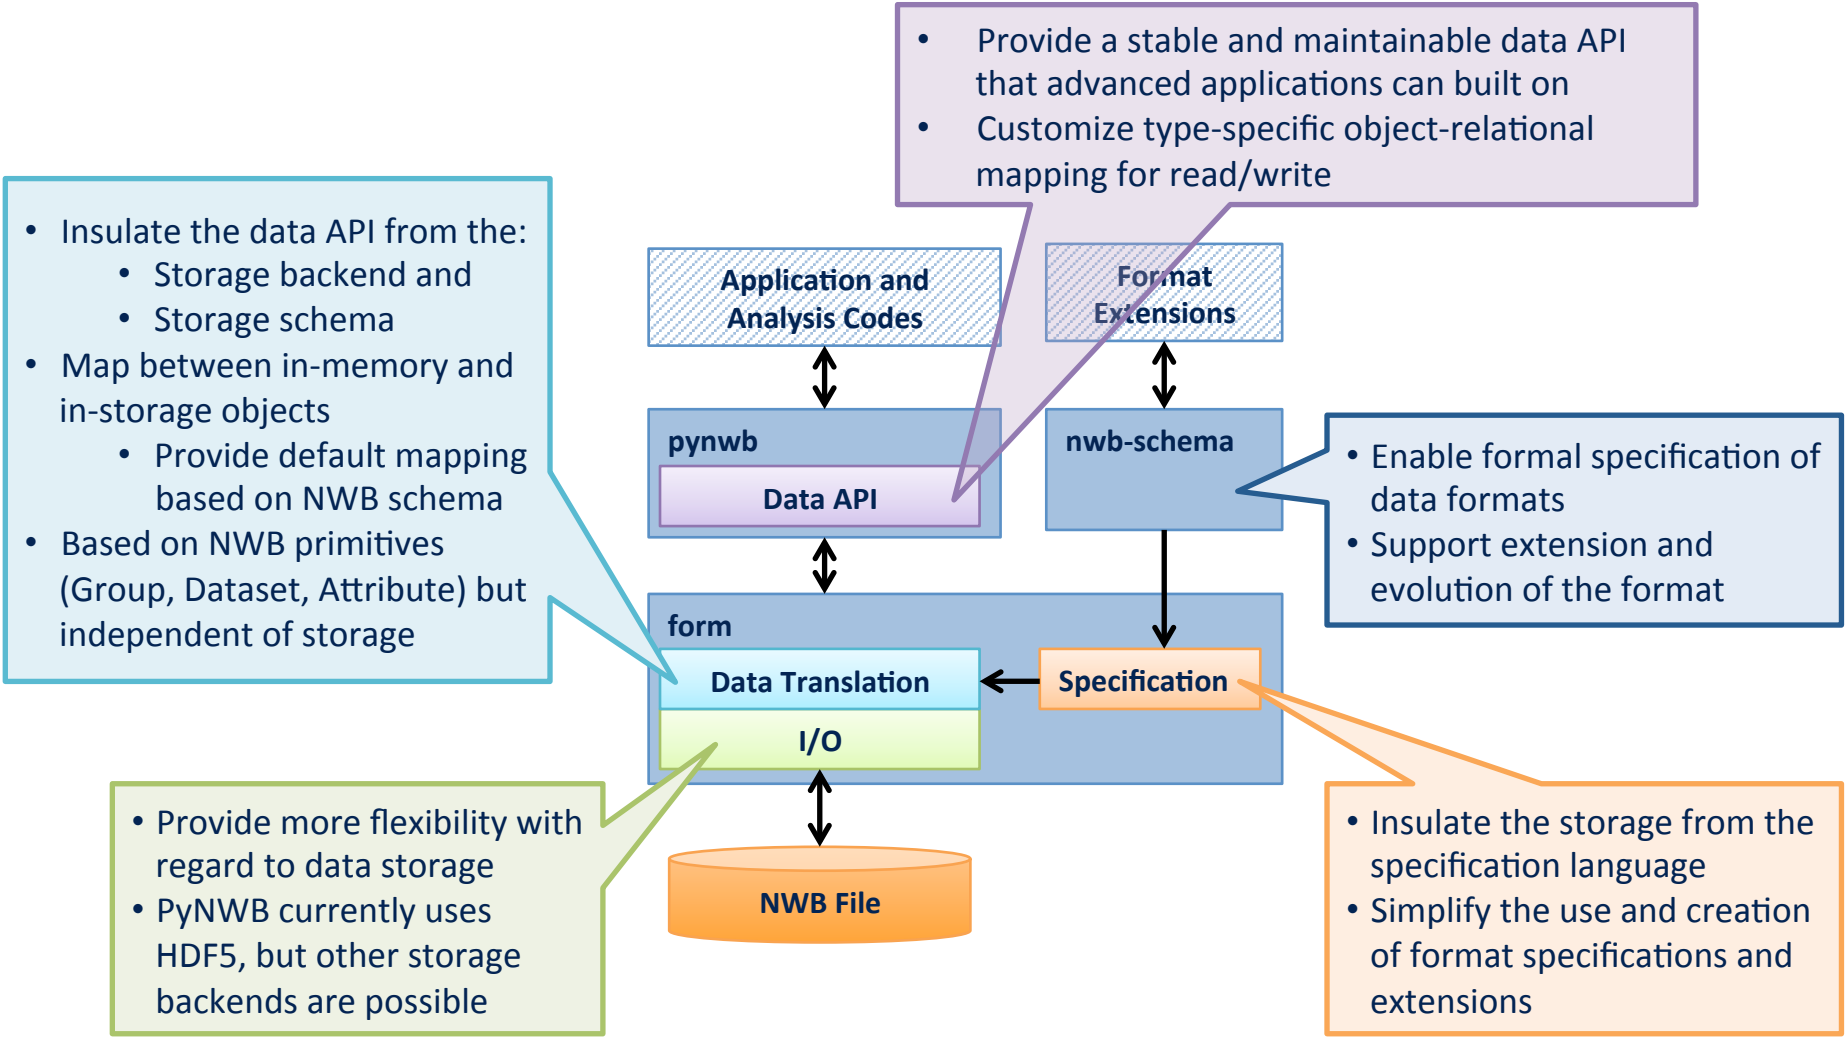 • Provide a stable and maintainable data API
that advanced applications can built on
• Customize type-specific object-relational
mapping for read/write
• Insulate the data API from the:
• Storage backend and
• Storage schema
• Map between in-memory and
in-storage objects
• Provide default mapping
based on NWB schema
• Based on NWB primitives
(Group, Dataset, Attribute) but
independent of storage
Application and
Analysis Codes
Format
Extensions
pynwb
Data API
nwb-schema
• Enable formal specification of
data formats
• Support extension and
evolution of the format
form
Data Translation
Specification
I/O
• Provide more flexibility with
regard to data storage
• PyNWB currently uses
HDF5, but other storage
backends are possible
NWB File
• Insulate the storage from the
specification language
• Simplify the use and creation
of format specifications and
extensions